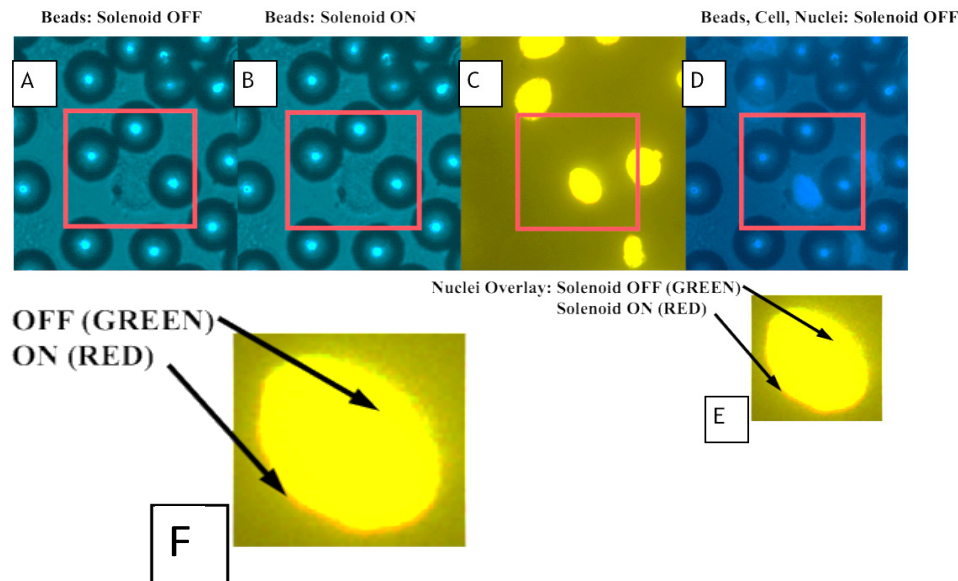 Beads: Solenoid OFF
Beads: Solenoid ON
Beads, Cell, Nuclei: Solenoid OFF
A
B
C
D
Nuclei Overlay: Solenoid OFF (GREEN)
Solenoid ON (RED)
OFF (GREEN)
ON (RED)
E
F